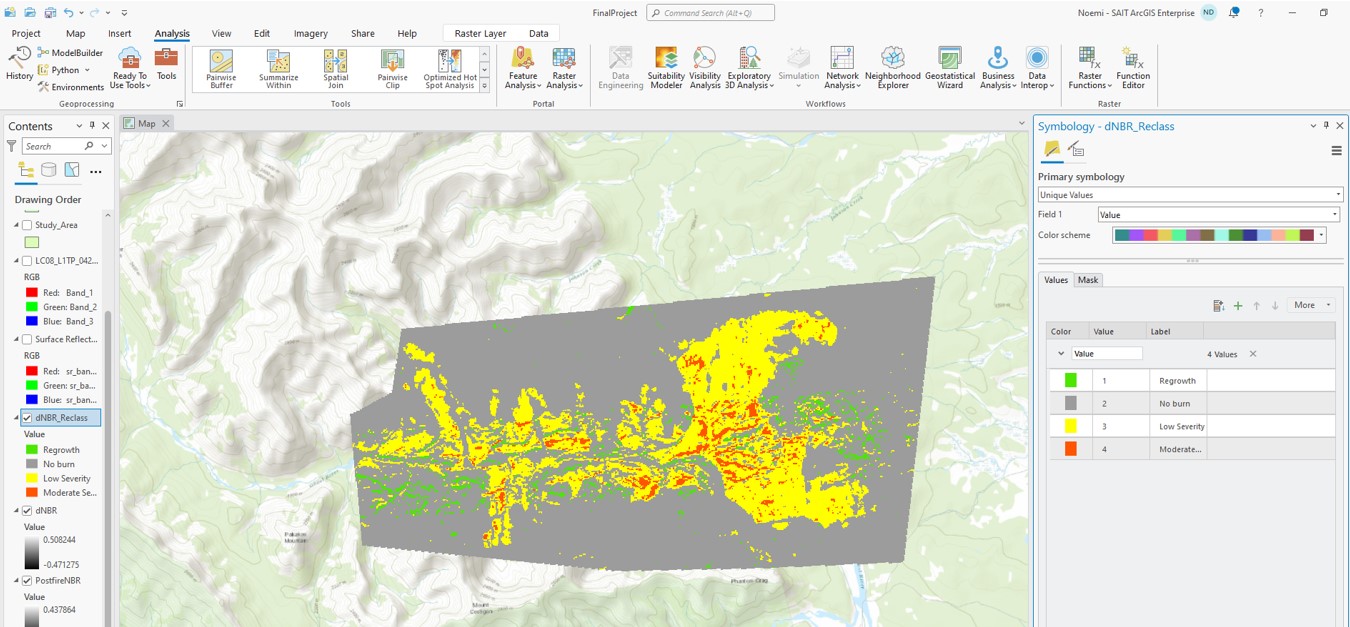 FinalProject
Command Search (Alt+Q)
Noemi - SAIT ArcGIS Enterprise
ND
?
Project
Map
Insert
Analysis
View
Edit
Imagery
Share
Help
Raster Layer
Data
History
ModelBuilder
Python
Environments
Ready To Use Tools
Tools
Geoprocessing
Pairwise Buffer
Summarize Within
Spatial Join
Pairwise Clip
Optimized Hot Spot Analysis
Tools
Feature Analysis
Raster Analysis
Portal
Data Engineering
Suitability Modeler
Visibility Analysis
Exploratory 3D Analysis
Simulation
Network Analysis
Neighborhood Explorer
Geostatistical Wizard
Business Analysis
Data Interop
Workflows
Raster Functions
Function Editor
Raster
Contents
Search
Drawing Order
Study_Area
LC08_L1TP_042...
RGB
Red: Band_1
Green: Band_2
Blue: Band_3
Surface Reflect...
RGB
Red: sr_ban...
Green: sr_ba...
Blue: sr_ban...
dNBR_Reclass
Value
Regrowth
No burn
Low Severity
Moderate Se...
dNBR
Value
0.508244
-0.471275
PostfireNBR
Value
0.437864
Map
Mount
Phantom Crag
Symbology - dNBR_Reclass
Primary symbology
Unique Values
Field 1
Value
Color scheme
Values
Mask
More
Color
Value
Label
Value
4 Values
1
Regrowth
2
No burn
3
Low Severity
4
Moderate...